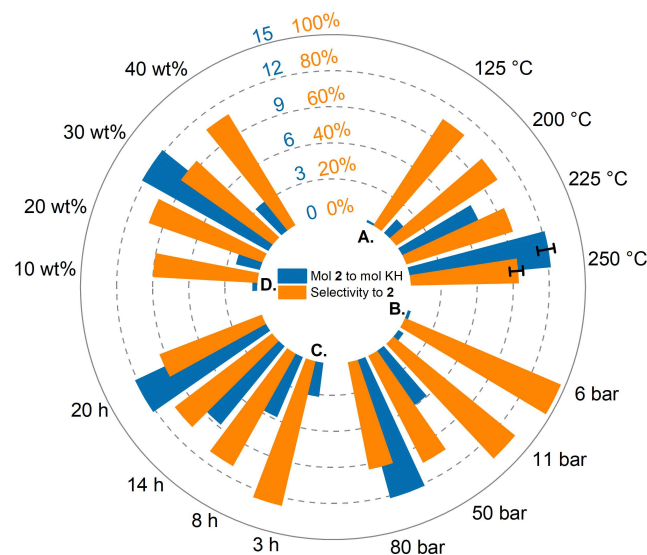 15 100%
12 80%
9 60%
6 40%
3 20%
0 0%
40 wt%
30 wt%
20 wt%
10 wt%
125 °C
200 °C
225 °C
250 °C
A.
D.
Mol 2 to mol KH
Selectivity to 2
B.
C.
6 bar
11 bar
50 bar
80 bar
3 h
8 h
14 h
20 h